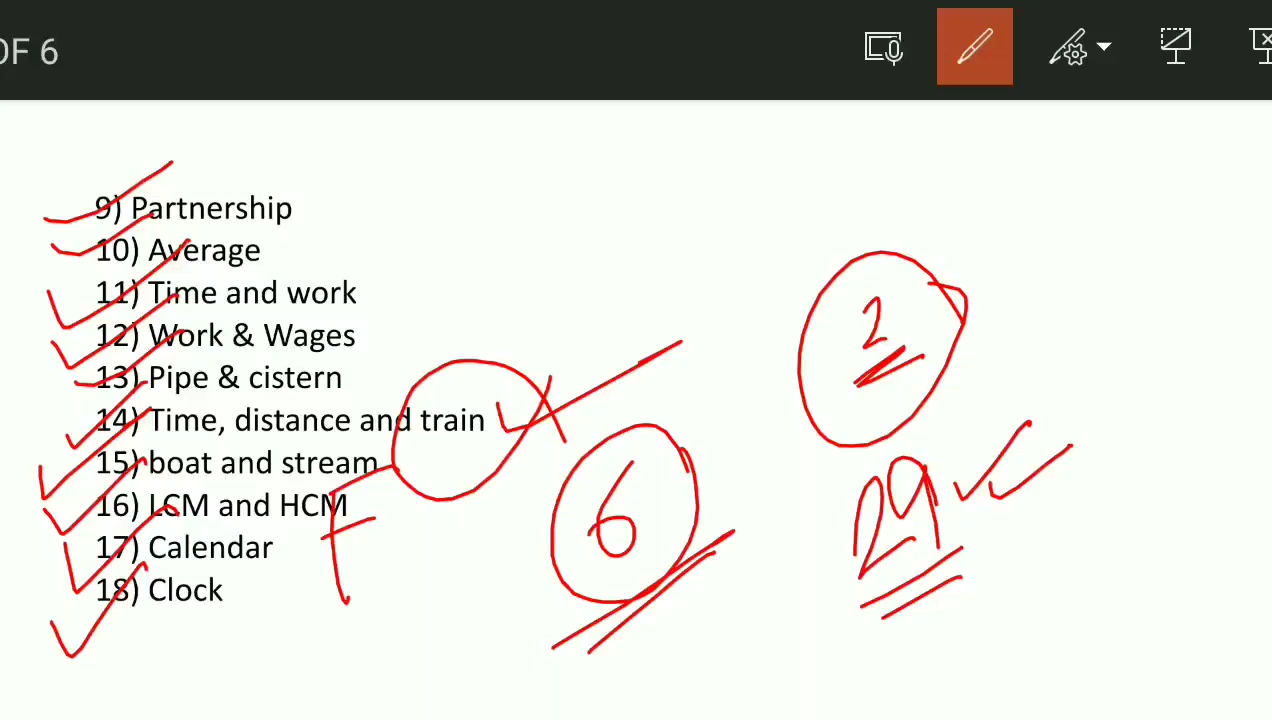 OF 6
9) Partnership
10) Average
11) Time and work
12) Work & Wages
13) Pipe & cistern
14) Time, distance and train
15) boat and stream
16) LCM and HCM
17) Calendar
18) Clock
2
F
6
29